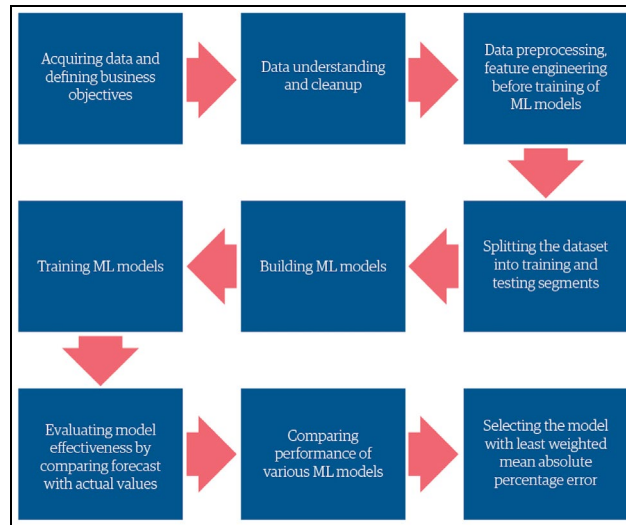 Acquiring data and
defining business
objectives
Data understanding
and cleanup
Data preprocessing,
feature engineering
before training of
ML models
Splitting the dataset
into training and
testing segments
Building ML models
Training ML models
Evaluating model
effectiveness by
comparing forecast
with actual values
Comparing
performance of
various ML models
Selecting the model
with least weighted
mean absolute
percentage error